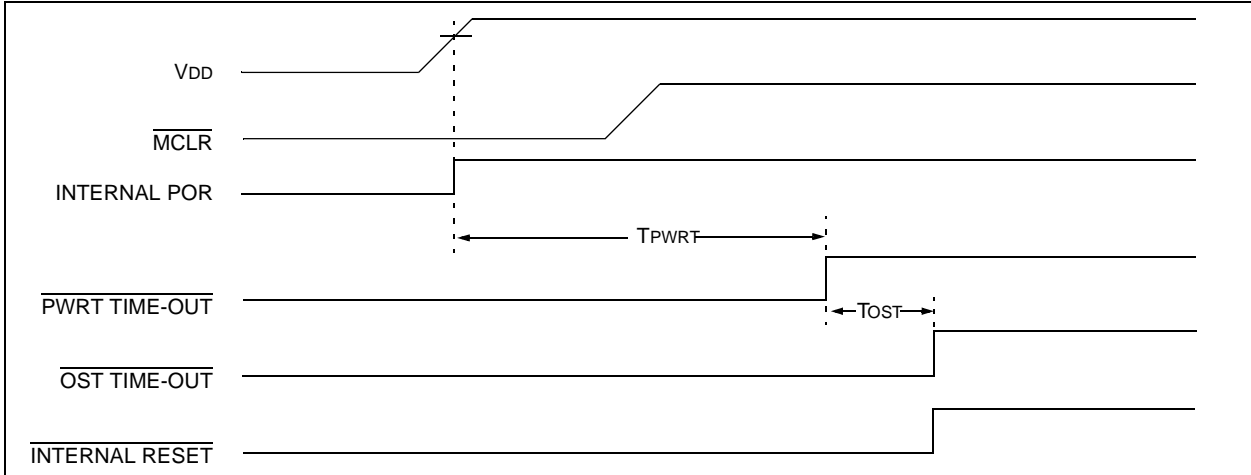 VDD
MCLR
INTERNAL POR
TPWRT
PWRT TIME-OUT
TOST
OST TIME-OUT
INTERNAL RESET